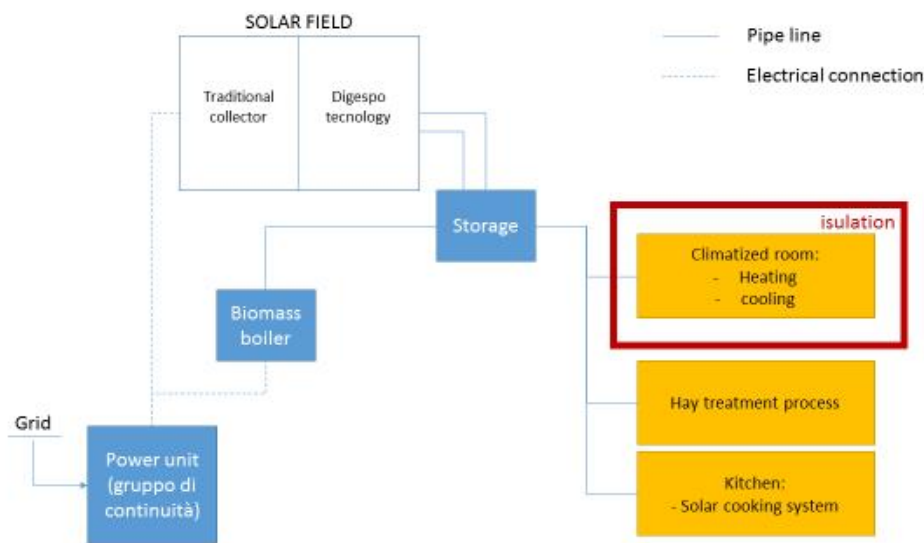 SOLAR FIELD
Traditional
collector
Digespo
tecnology
Pipe line
Electrical connection
Storage
isulation
Climatized room:
- Heating
- cooling
Biomass
boiler
Hay treatment process
Grid
Power unit
(gruppo di
continuità)
Kitchen:
- Solar cooking system